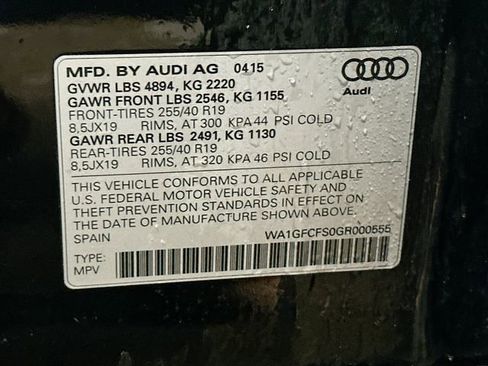 MFD. BY AUDI AG 0415
GVWR LBS 4894, KG 2220
GAWR FRONT LBS 2546, KG 1155
FRONT-TIRES 255/40 R19
8,5JX19 RIMS, AT 300 KPA 44 PSI COLD
GAWR REAR LBS 2491, KG 1130
REAR-TIRES 255/40 R19
8,5JX19 RIMS, AT 320 KPA 46 PSI COLD
Audi
THIS VEHICLE CONFORMS TO ALL APPLICABLE
U.S. FEDERAL MOTOR VEHICLE SAFETY AND
THEFT PREVENTION STANDARDS IN EFFECT ON
THE DATE OF MANUFACTURE SHOWN ABOVE.
SPAIN WA1GFCFS0GR000555
TYPE:
MPV